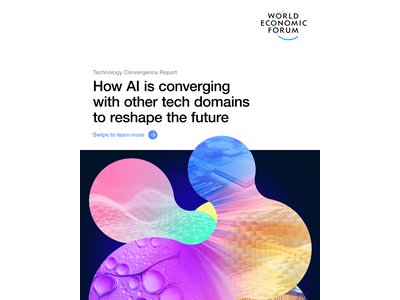 WORLD
ECONOMIC
FORUM
Technology Convergence Report
How AI is converging
with other tech domains
to reshape the future
Swipe to learn more